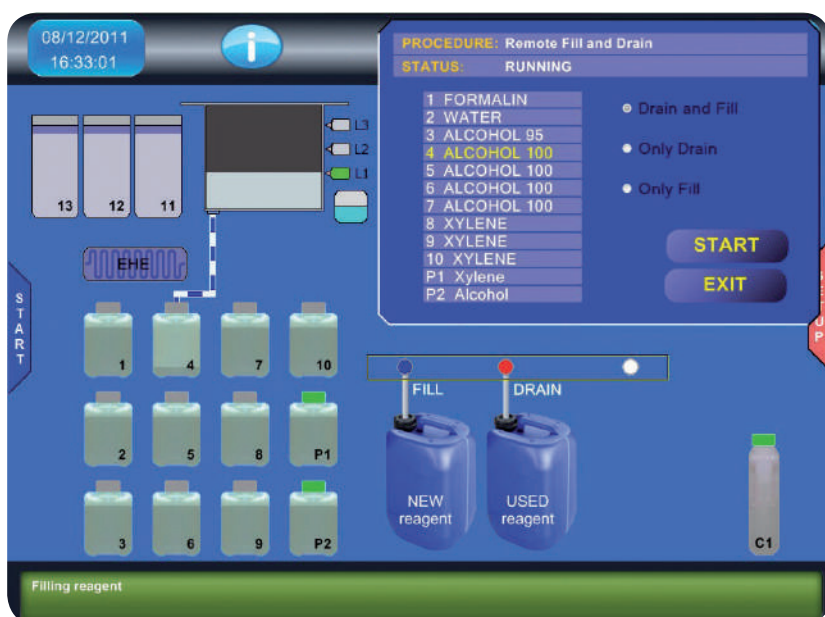 08/12/2011
16:33:01
i
PROCEDURE: Remote Fill and Drain
STATUS: RUNNING
1 FORMALIN
2 WATER
3 ALCOHOL 95
4 ALCOHOL 100
5 ALCOHOL 100
6 ALCOHOL 100
7 ALCOHOL 100
8 XYLENE
9 XYLENE
10 XYLENE
P1 Xylene
P2 Alcohol
Drain and Fill
Only Drain
Only Fill
START
EXIT
L3
L2
L1
13 12 11
EHE
START
UP
1 4 7 10
2 5 8 P1
3 6 9 P2
FILL DRAIN
NEW
reagent
USED
reagent
C1
Filling reagent